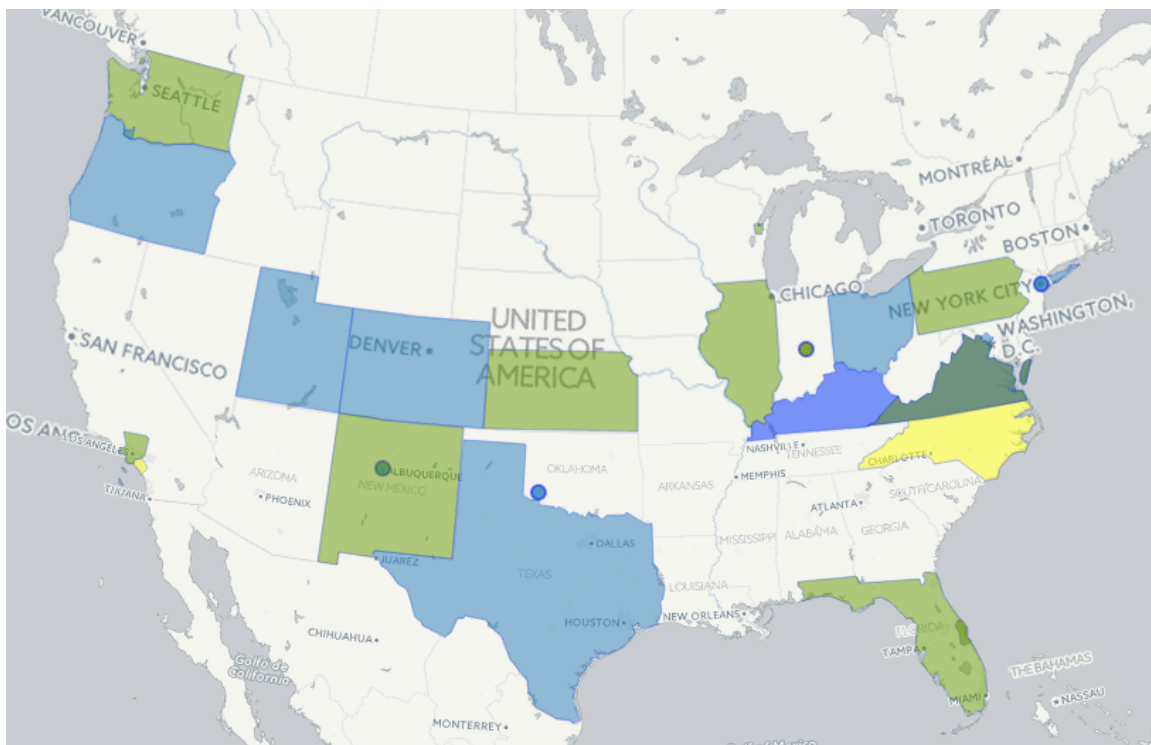 VANCOUVER
SEATTLE
MONTRÉAL
TORONTO
BOSTON
CHICAGO
NEW YORK CITY
WASHINGTON,
D.C.
UNITED
STATES OF
AMERICA
DENVER
SAN FRANCISCO
LOS ANGELES
TIJUANA
ARIZONA
PHOENIX
ALBUQUERQUE
NEW MEXICO
OKLAHOMA
ARKANSAS
NASHVILLE
TENNESSEE
MEMPHIS
CHARLOTTE
SOUTH CAROLINA
ATLANTA
MISSISSIPPI
ALABAMA
GEORGIA
JUAREZ
DALLAS
TEXAS
LOUISIANA
NEW ORLEANS
HOUSTON
CHIHUAHUA
Golfo de
california
MONTERREY
FLORIDA
TAMPA
MIAMI
THE BAHAMAS
NASSAU